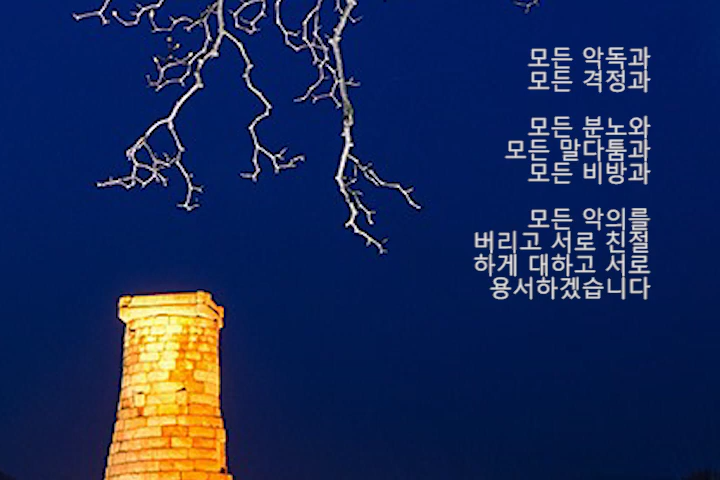 모든 악독과
모든 격정과
모든 분노와
모든 말다툼과
모든 비방과
모든 악의를
버리고 서로 친절
하게 대하고 서로
용서하겠습니다